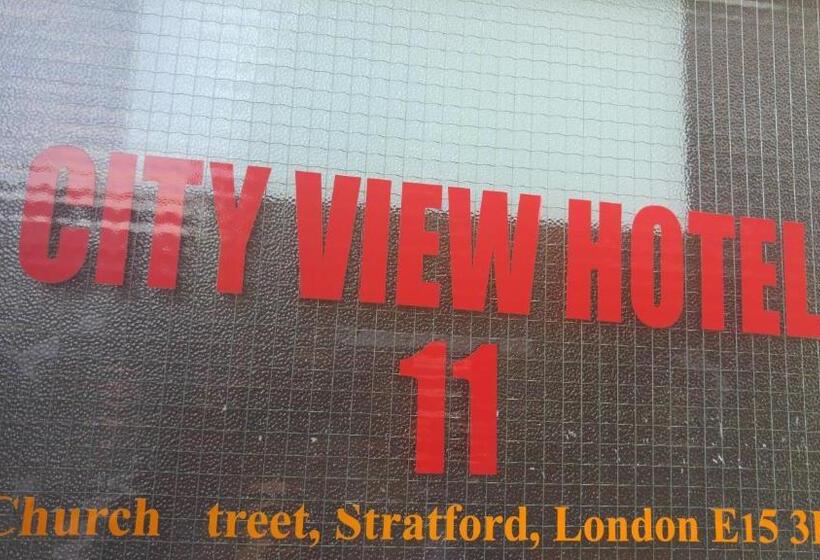 CITY VIEW HOTEL
11
Church treet, Stratford, London E15